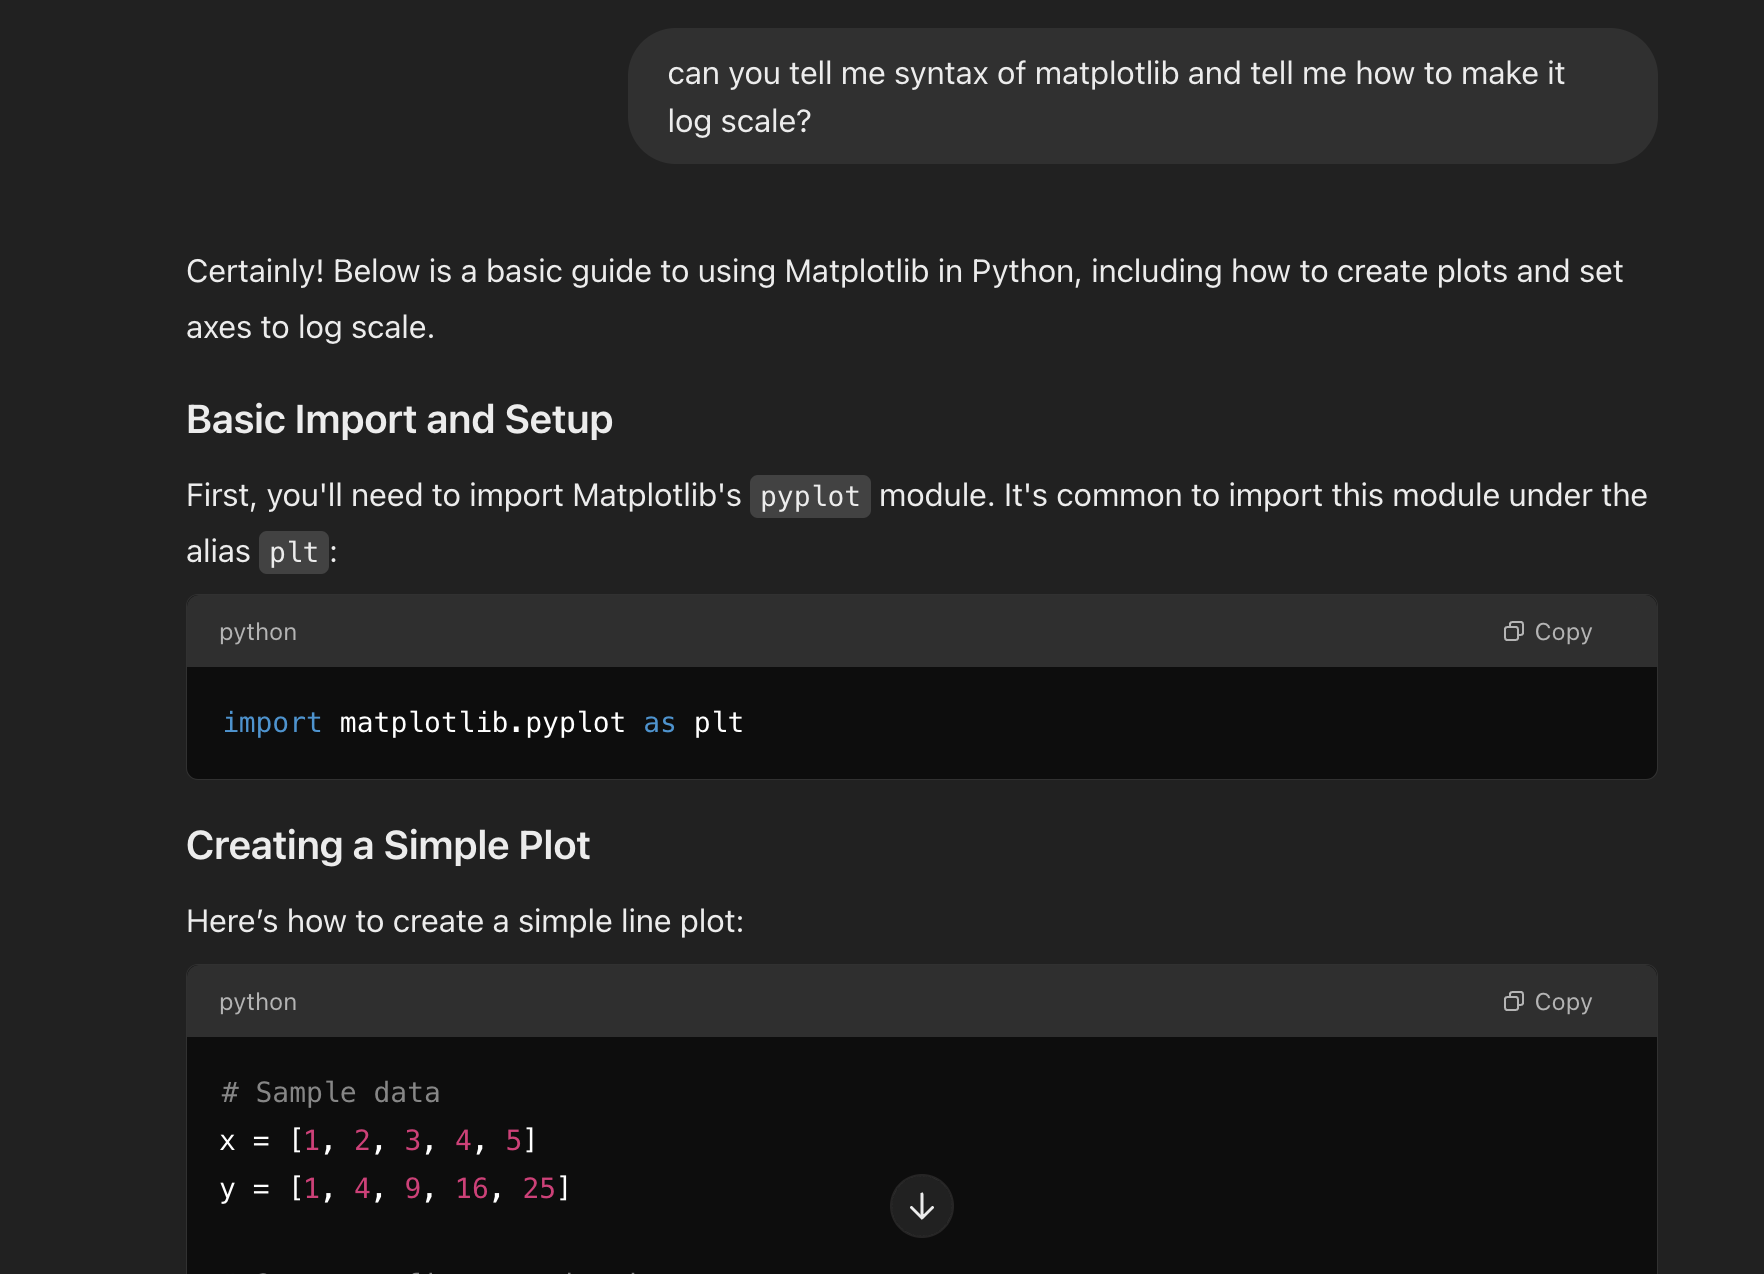 can you tell me syntax of matplotlib and tell me how to make it
log scale?
Certainly! Below is a basic guide to using Matplotlib in Python, including how to create plots and set
axes to log scale.
Basic Import and Setup
First, you'll need to import Matplotlib's pyplot module. It's common to import this module under the
alias plt:
python Copy
import matplotlib.pyplot as plt
Creating a Simple Plot
Here’s how to create a simple line plot:
python Copy
# Sample data
x = [1, 2, 3, 4, 5]
y = [1, 4, 9, 16, 25]